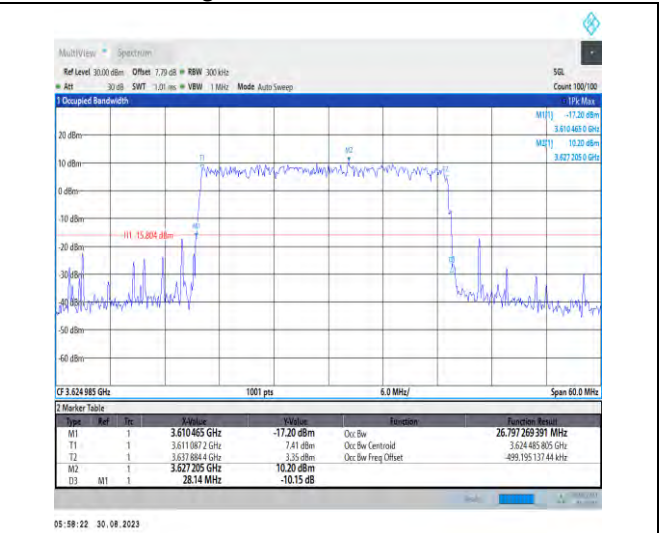 MultiView Spectrum
Ref Level 30.00 dBm Offset 7.79 dB RBW 300 kHz SGL
Att 30 dB SWT 1.01 ms VBW 1 MHz Mode Auto Sweep Count 100/100
1 Occupied Bandwidth 1Pk Max
M1[1] -17.20 dBm
3.610 465 0 GHz
M2[1] 10.20 dBm
3.627 205 0 GHz
20 dBm
T1
M2
10 dBm
0 dBm
-10 dBm
H1 -15.804 dBm
-20 dBm
-30 dBm
-40 dBm
-50 dBm
-60 dBm
CF 3.624 985 GHz 1001 pts 6.0 MHz/ Span 60.0 MHz
2 Marker Table
Type Ref Trc X-Value Y-Value Function Function Result
M1 1 3.610 465 GHz -17.20 dBm Occ Bw 26.797 269 391 MHz
T1 1 3.611 087 2 GHz 7.41 dBm Occ Bw Centroid 3.624 485 805 GHz
T2 1 3.637 884 4 GHz 3.35 dBm Occ Bw Freq Offset -499.195 137 44 kHz
M2 1 3.627 205 GHz 10.20 dBm
D3 M1 1 28.14 MHz -10.15 dB
05:58:22 30.08.2023